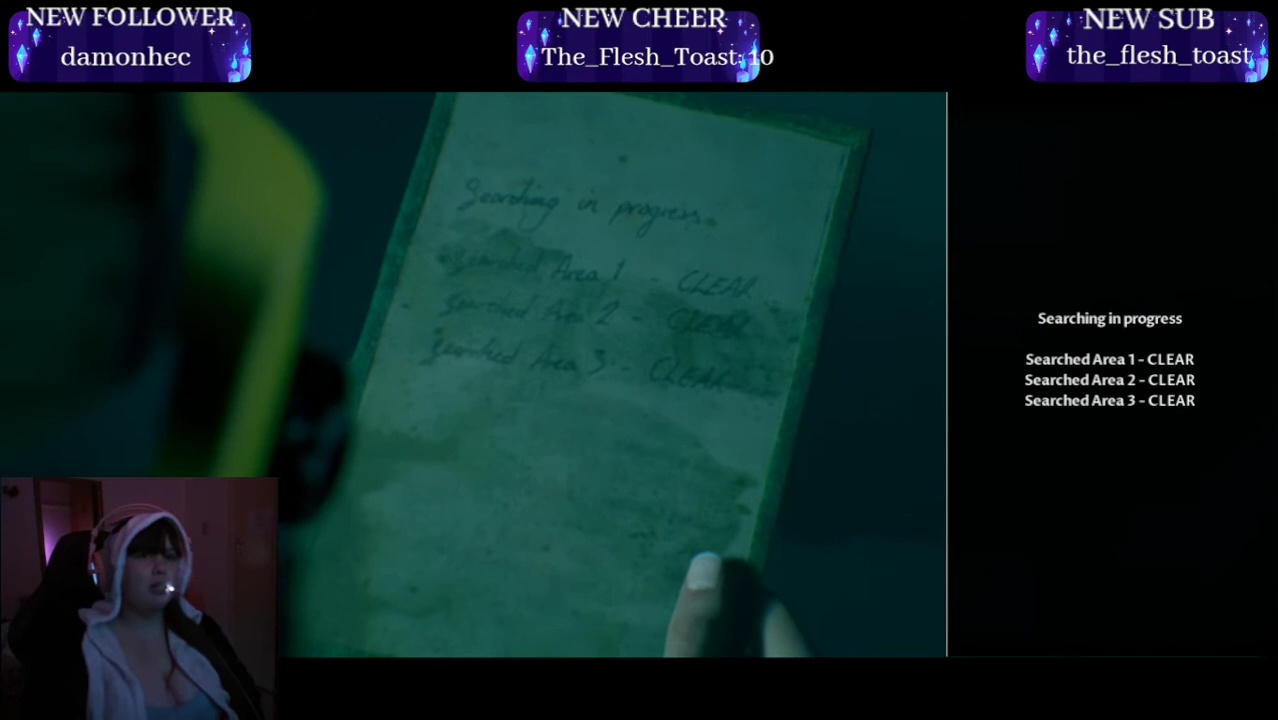 NEW FOLLOWER
damonhec
NEW CHEER
The_Flesh_Toast: 10
NEW SUB
the_flesh_toast
Searching in progress..
Searched Area 1 - CLEAR
Searched Area 2 - CLEAR
Searched Area 3 - CLEAR
Searching in progress
Searched Area 1 - CLEAR
Searched Area 2 - CLEAR
Searched Area 3 - CLEAR